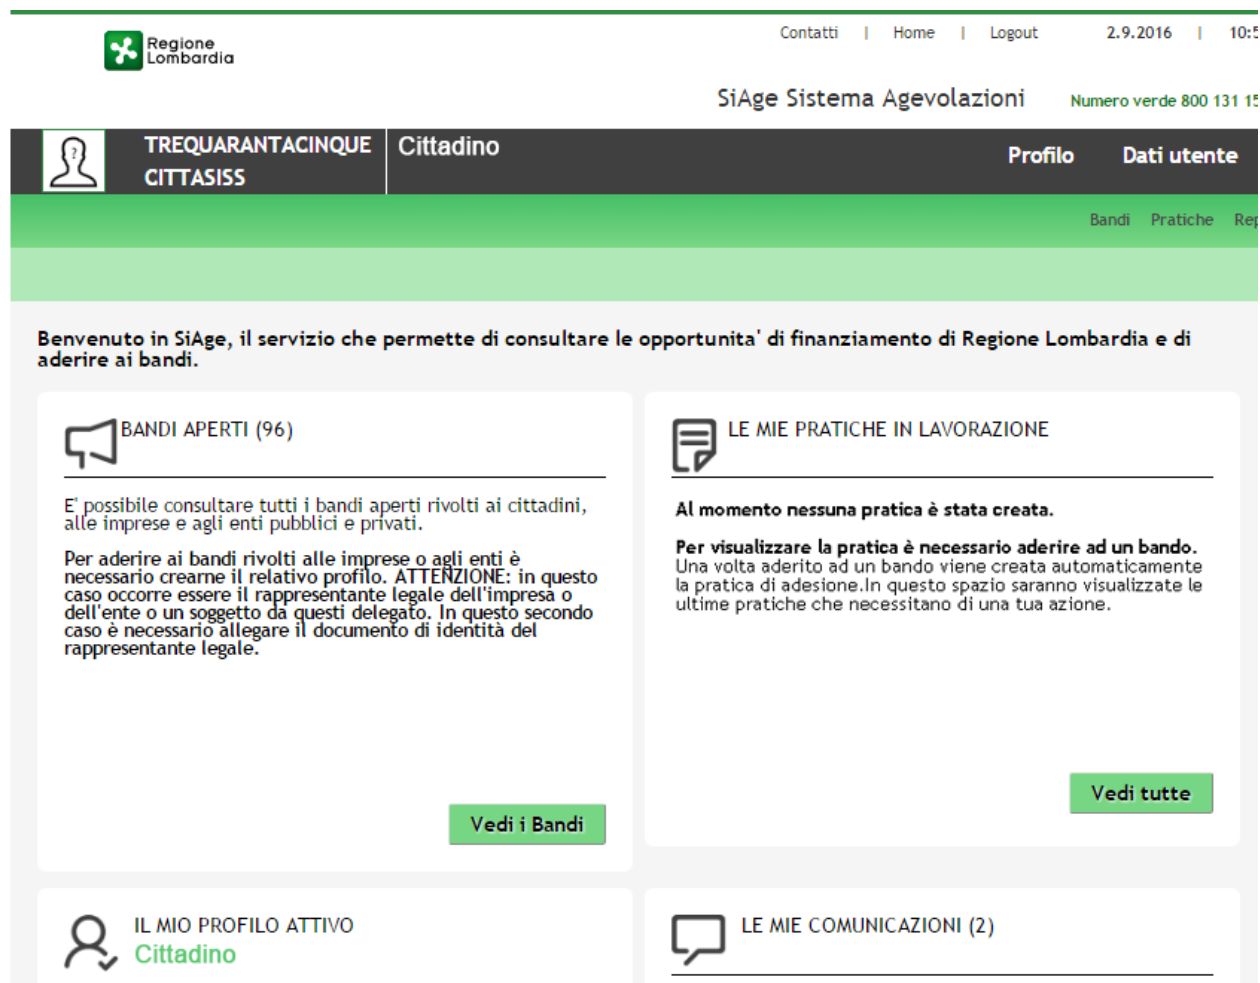 Regione
Lombardia
Contatti | Home | Logout 2.9.2016 | 10:5
SiAge Sistema Agevolazioni Numero verde 800 131 15
TREQUARANTACINQUE
CITTASISS
Cittadino
Profilo Dati utente
Bandi Pratiche Rep
Benvenuto in SiAge, il servizio che permette di consultare le opportunita' di finanziamento di Regione Lombardia e di
aderire ai bandi.
BANDI APERTI (96)
E' possibile consultare tutti i bandi aperti rivolti ai cittadini,
alle imprese e agli enti pubblici e privati.
Per aderire ai bandi rivolti alle imprese o agli enti è
necessario crearne il relativo profilo. ATTENZIONE: in questo
caso occorre essere il rappresentante legale dell'impresa o
dell'ente o un soggetto da questi delegato. In questo secondo
caso è necessario allegare il documento di identità del
rappresentante legale.
Vedi i Bandi
LE MIE PRATICHE IN LAVORAZIONE
Al momento nessuna pratica è stata creata.
Per visualizzare la pratica è necessario aderire ad un bando.
Una volta aderito ad un bando viene creata automaticamente
la pratica di adesione.In questo spazio saranno visualizzate le
ultime pratiche che necessitano di una tua azione.
Vedi tutte
IL MIO PROFILO ATTIVO
Cittadino
LE MIE COMUNICAZIONI (2)